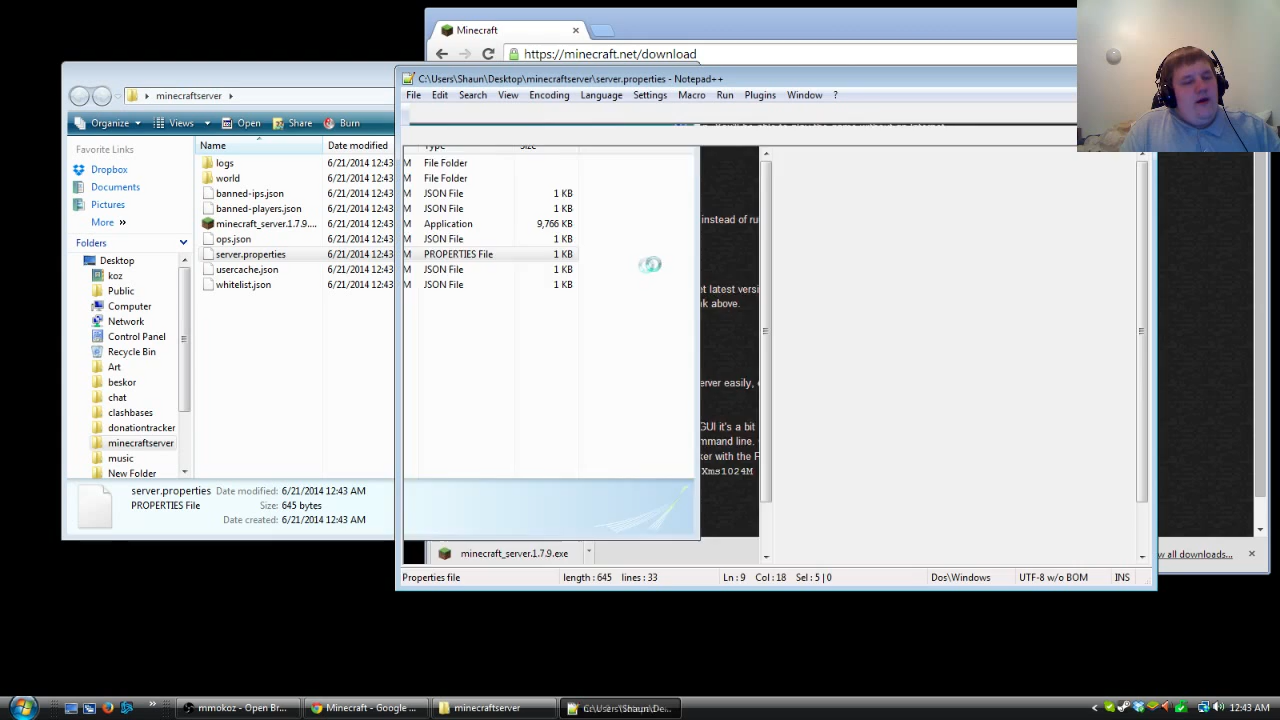 Minecraft
https://minecraft.net/download
minecraftserver
C:\Users\Shaun\Desktop\minecraftserver\server.properties - Notepad++
File Edit Search View Encoding Language Settings Macro Run Plugins Window ?
Organize Views Open Share Burn
Favorite Links
Dropbox
Documents
Pictures
More »
Folders
Desktop
koz
Public
Computer
Network
Control Panel
Recycle Bin
Art
beskor
chat
clashbases
donationtracker
minecraftserver
music
New Folder
Name Date modified Type Size
logs 6/21/2014 12:43 M File Folder
world 6/21/2014 12:43 M File Folder
banned-ips.json 6/21/2014 12:43 M JSON File 1 KB
banned-players.json 6/21/2014 12:43 M JSON File 1 KB
minecraft_server.1.7.9.... 6/21/2014 12:43 M Application 9,766 KB
ops.json 6/21/2014 12:43 M JSON File 1 KB
server.properties 6/21/2014 12:43 M PROPERTIES File 1 KB
usercache.json 6/21/2014 12:43 M JSON File 1 KB
whitelist.json 6/21/2014 12:43 M JSON File 1 KB
instead of ru
et latest versi
nk above.
erver easily,
GUI it's a bit
mmand line.
ker with the F
Xms1024M
server.properties Date modified: 6/21/2014 12:43 AM
PROPERTIES File Size: 645 bytes
Date created: 6/21/2014 12:43 AM
minecraft_server.1.7.9.exe
w all downloads...
Properties file length : 645 lines : 33 Ln : 9 Col : 18 Sel : 5 | 0 Dos\Windows UTF-8 w/o BOM INS
mmokoz - Open Br... Minecraft - Google ... minecraftserver C:\Users\Shaun\De... 12:43 AM